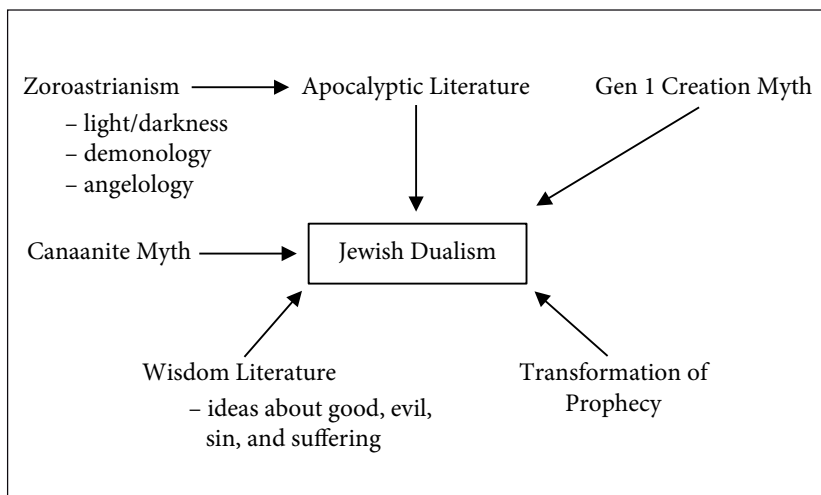 Zoroastrianism
– light/darkness
– demonology
– angelology
Apocalyptic Literature
Gen 1 Creation Myth
Canaanite Myth
Jewish Dualism
Wisdom Literature
– ideas about good, evil,
sin, and suffering
Transformation of
Prophecy